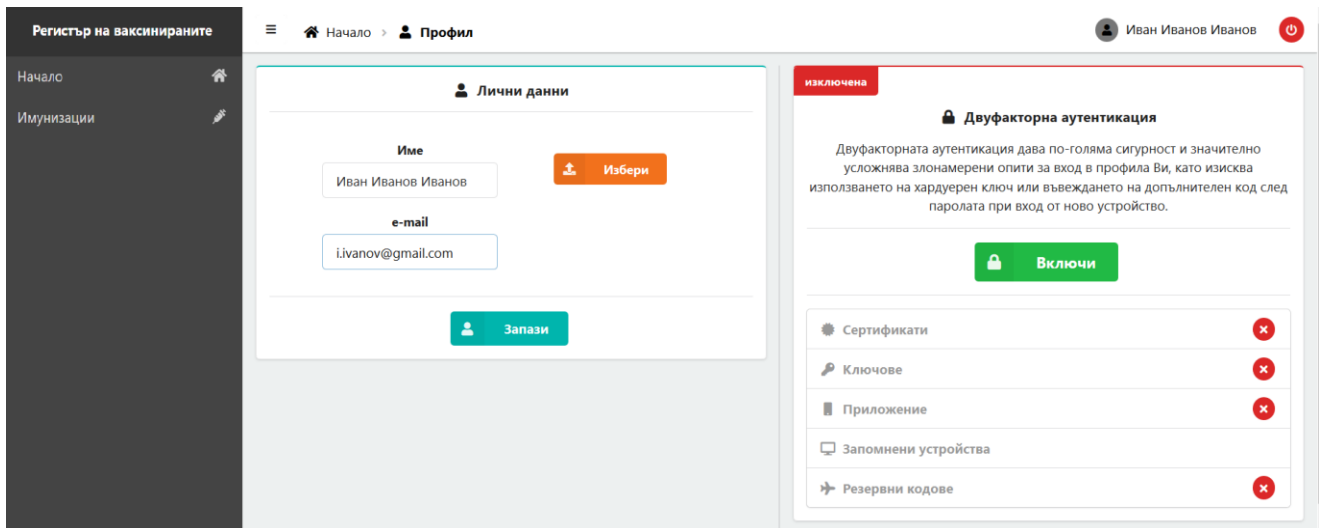 Регистър на ваксинираните
Начало
Имунизации
Начало > Профил
Иван Иванов Иванов
Лични данни
Име
Иван Иванов Иванов
Избери
e-mail
i.ivanov@gmail.com
Запази
изключена
Двуфакторна аутентикация
Двуфакторната аутентикация дава по-голяма сигурност и значително
усложнява злонамерени опити за вход в профила Ви, като изисква
използването на хардуерен ключ или въвеждането на допълнителен код след
паролата при вход от ново устройство.
Включи
Сертификати
Ключове
Приложение
Запомнени устройства
Резервни кодове